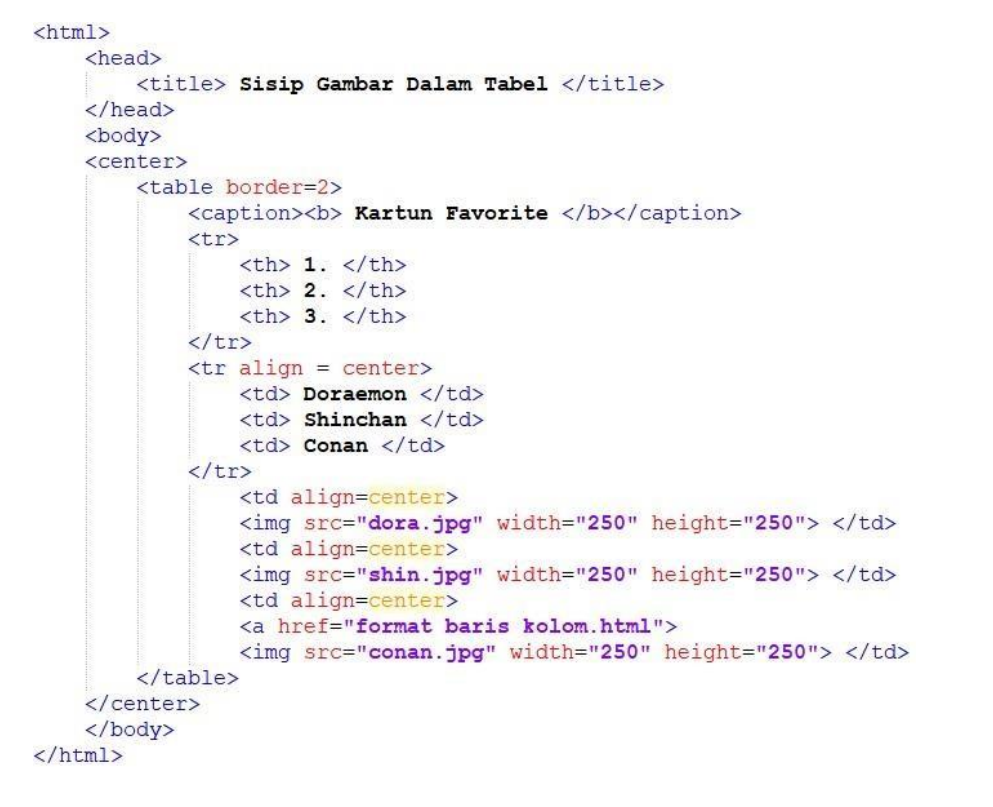 <html>
<head>
<title> Sisip Gambar Dalam Tabel </title>
</head>
<body>
<center>
<table border=2>
<caption><b> Kartun Favorite </b></caption>
<tr>
<th> 1. </th>
<th> 2. </th>
<th> 3. </th>
</tr>
<tr align = center>
<td> Doraemon </td>
<td> Shinchan </td>
<td> Conan </td>
</tr>
<td align=center>
<img src="dora.jpg" width="250" height="250"> </td>
<td align=center>
<img src="shin.jpg" width="250" height="250"> </td>
<td align=center>
<a href="format baris kolom.html">
<img src="conan.jpg" width="250" height="250"> </td>
</table>
</center>
</body>
</html>